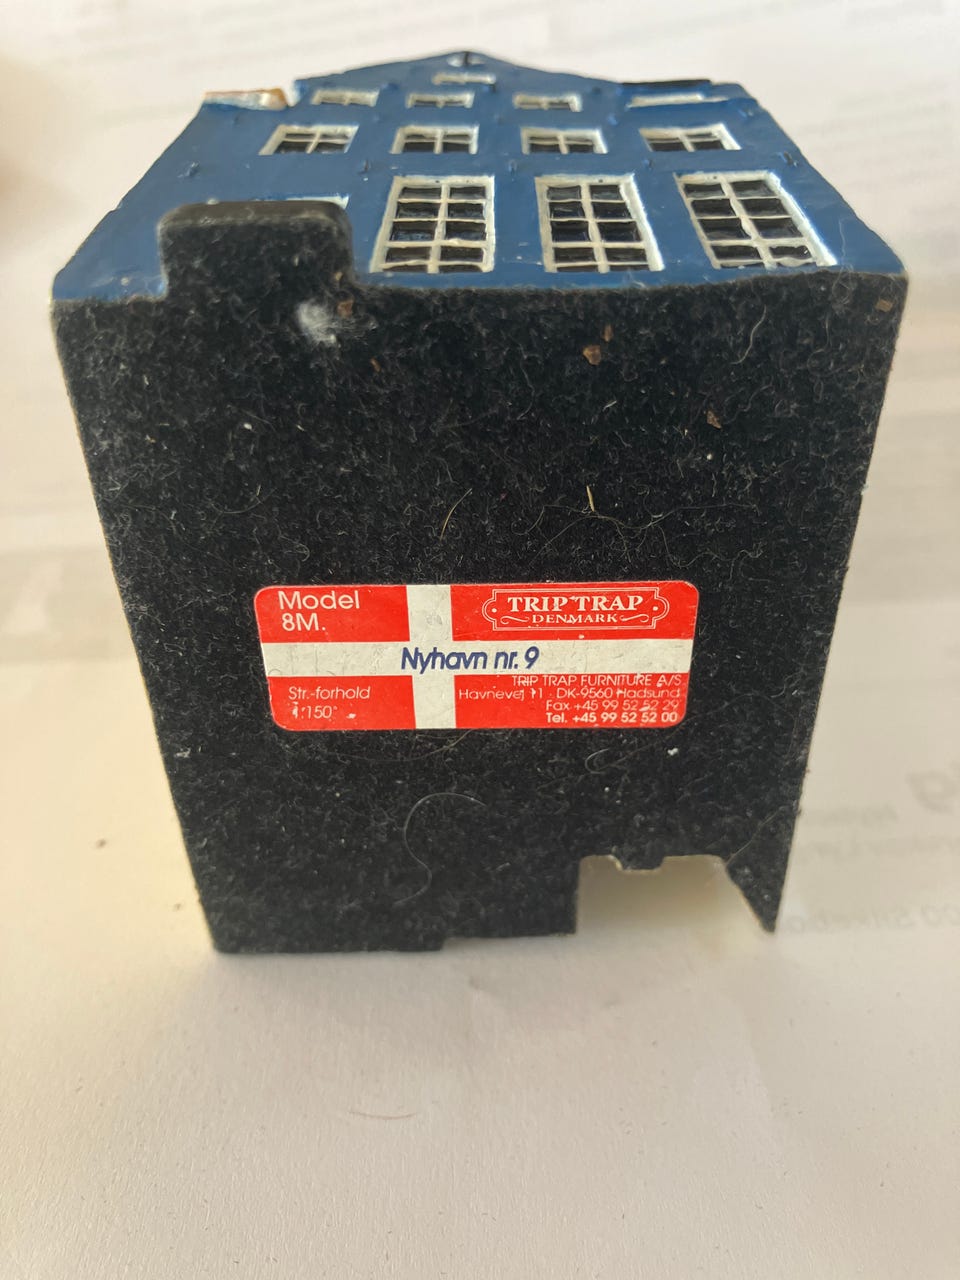 Model
8M.
TRIP TRAP
DENMARK
Nyhavn nr. 9
Str.-forhold
1:150
TRIP TRAP FURNITURE A/S
Havnevej 11 · DK-9560 Hadsund
Fax +45 99 52 52 29
Tel. +45 99 52 52 00